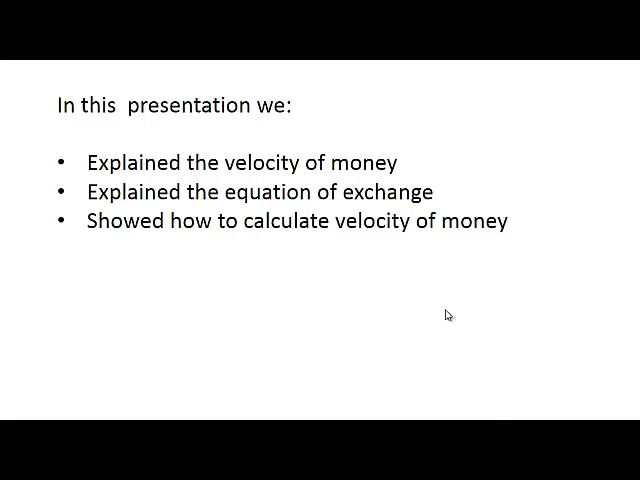 In this  presentation we:
• Explained the velocity of money
• Explained the equation of exchange
• Showed how to calculate velocity of money